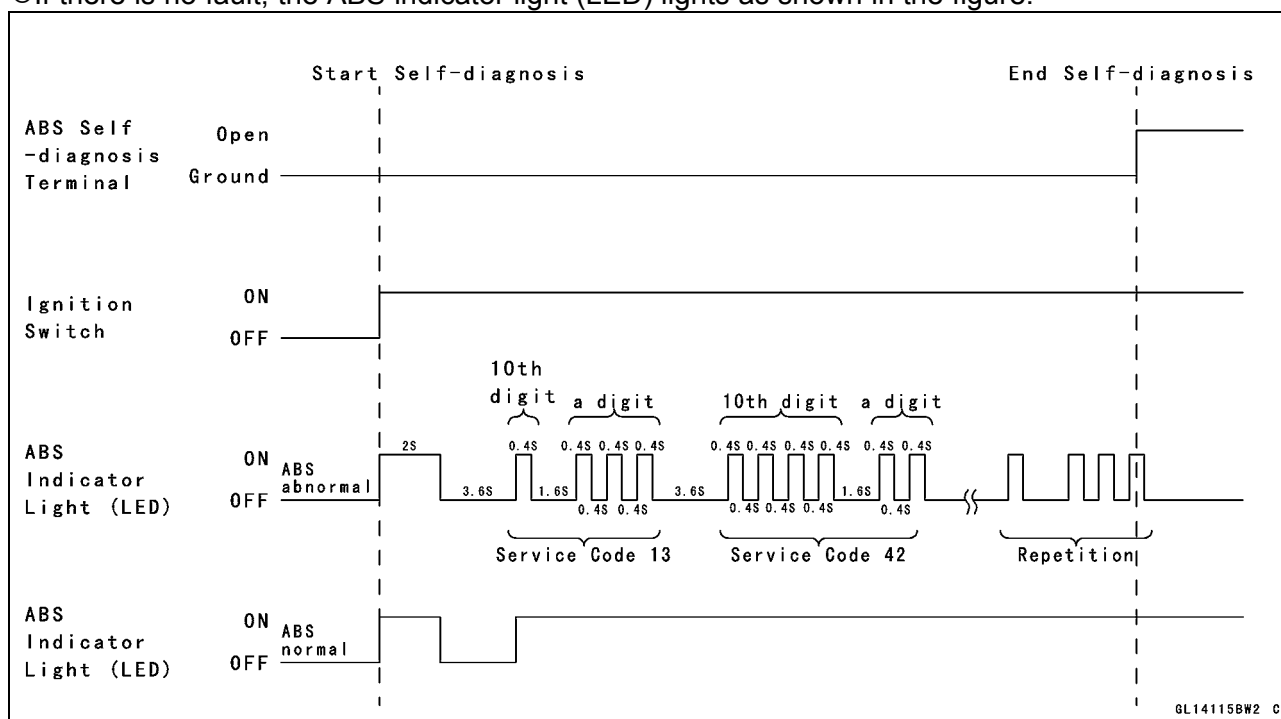 If there is no fault, the ABS indicator light (LED) lights as shown in the figure.
Start Self-diagnosis
End Self-diagnosis
ABS Self
-diagnosis
Terminal
Open
Ground
Ignition
Switch
ON
OFF
10th
digit
a digit
10th digit
a digit
ABS
Indicator
Light (LED)
ON
OFF
ABS
abnormal
2S
3.6S
0.4S
1.6S
0.4S 0.4S 0.4S
0.4S 0.4S
3.6S
0.4S 0.4S 0.4S 0.4S
0.4S 0.4S 0.4S
1.6S
0.4S 0.4S
0.4S
Service Code 13
Service Code 42
Repetition
ABS
Indicator
Light (LED)
ON
OFF
ABS
normal
GL14115BW2 C